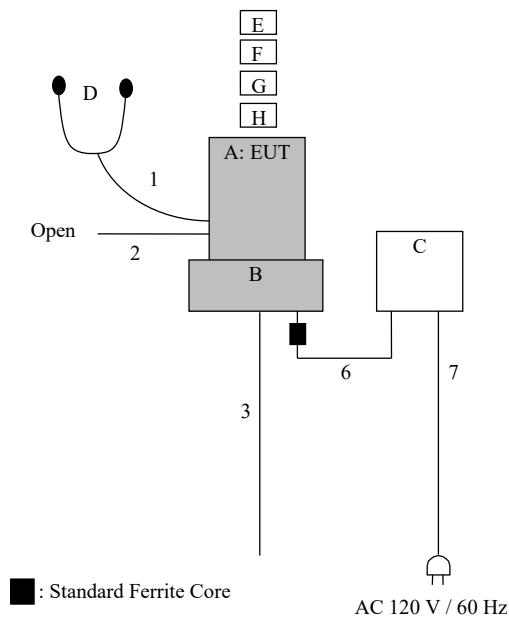 E
F
G
H
D
A: EUT
1
Open
2
C
B
6
7
3
: Standard Ferrite Core
AC 120 V / 60 Hz